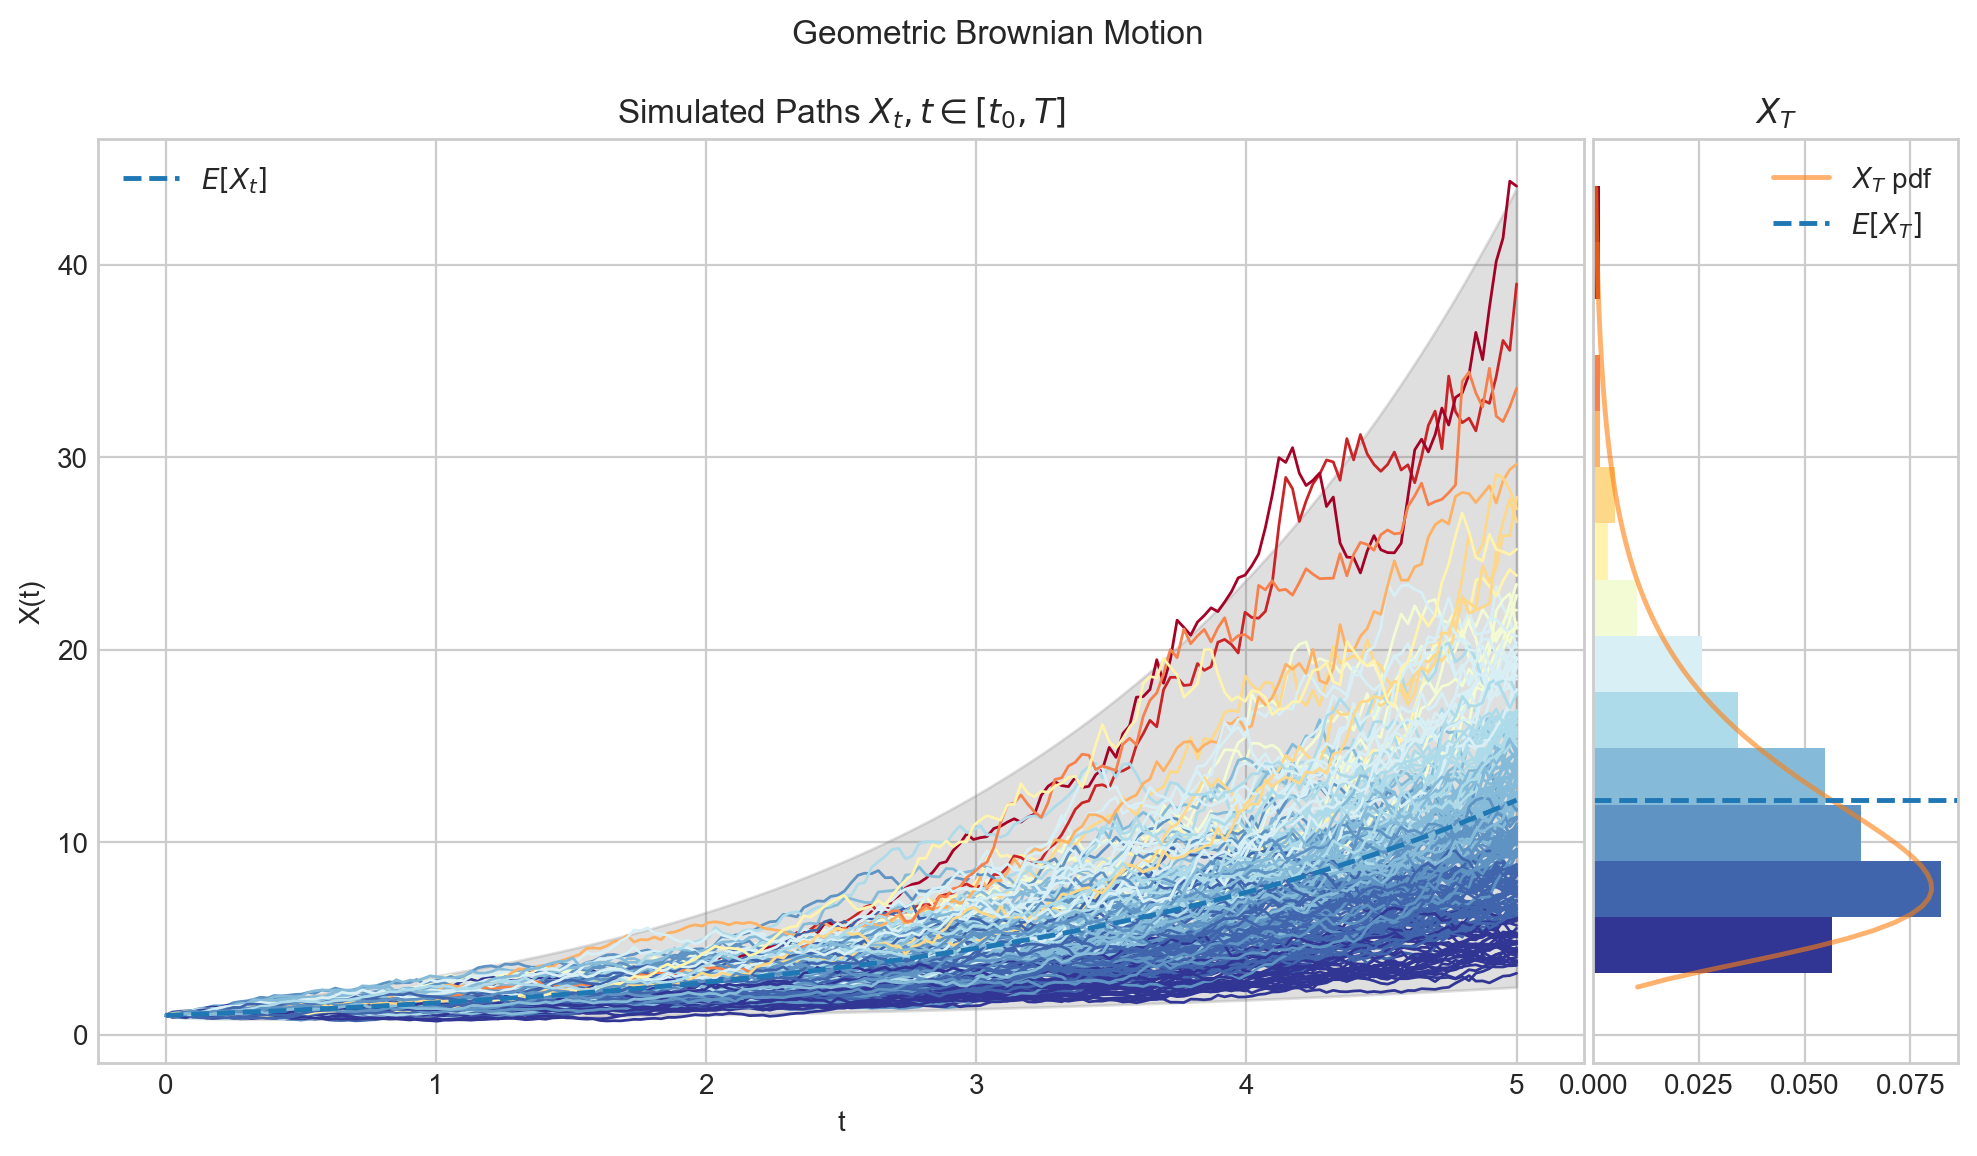 Geometric Brownian Motion
Simulated Paths $X_t, t \in [t_0, T]$
$X_T$
$E[X_t]$
$X_T$ pdf
$E[X_T]$
40
30
20
10
0
X(t)
0 1 2 3 4 5
t
0.000 0.025 0.050 0.075